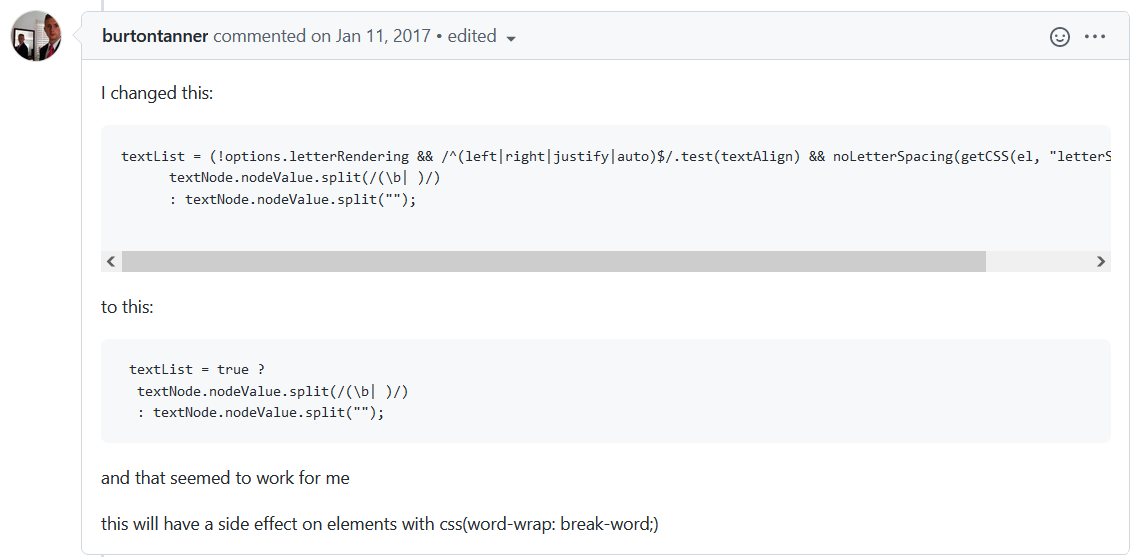 burtontanner commented on Jan 11, 2017 • edited
I changed this:
textList = (!options.letterRendering && /^(left|right|justify|auto)$/.test(textAlign) && noLetterSpacing(getCSS(el, "letterS
textNode.nodeValue.split(/(\b| )/)
: textNode.nodeValue.split("");
to this:
textList = true ?
textNode.nodeValue.split(/(\b| )/)
: textNode.nodeValue.split("");
and that seemed to work for me
this will have a side effect on elements with css(word-wrap: break-word;)